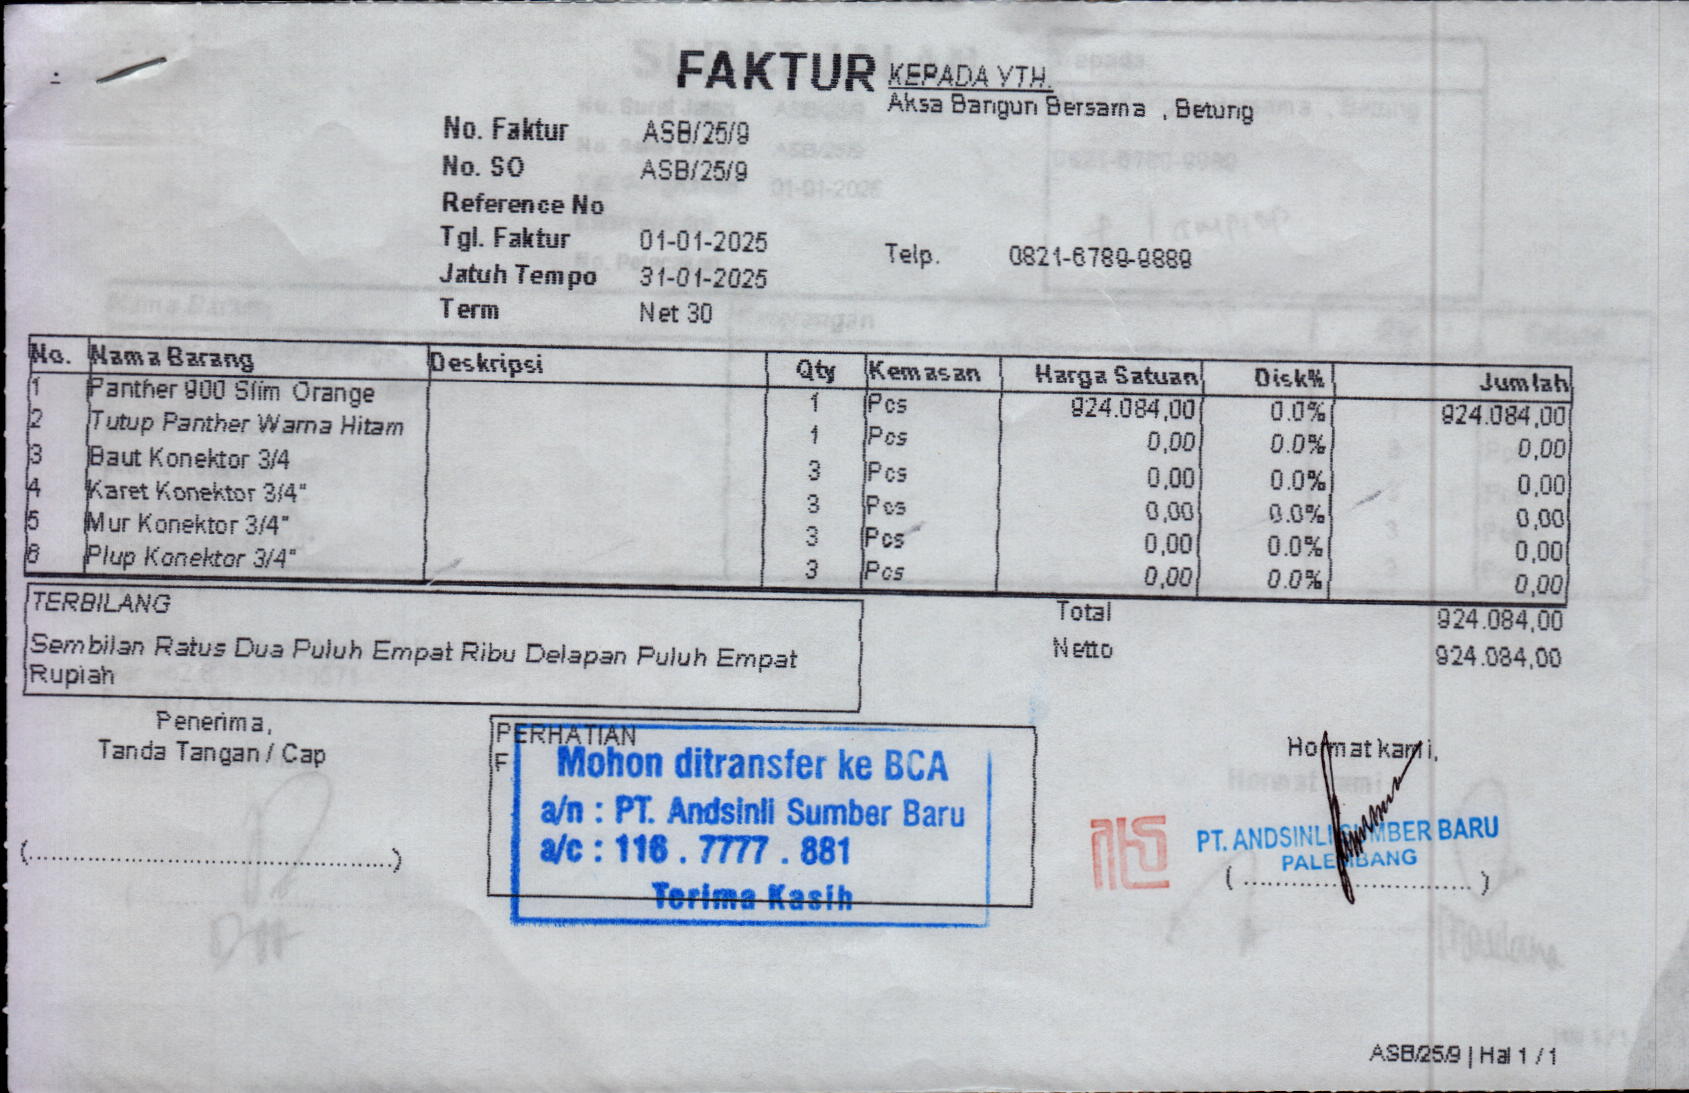 FAKTUR
KEPADA YTH.
Aksa Bangun Bersama , Betung
No. Faktur ASB/25/9
No. SO ASB/25/9
Reference No
Tgl. Faktur 01-01-2025
Jatuh Tempo 31-01-2025
Term Net 30
Telp. 0821-6789-9889
No. Nama Barang Deskripsi Qty Kemasan Harga Satuan Disk% Jumlah
1 Panther 900 Slim Orange 1 Pcs 924.084,00 0.0% 924.084,00
2 Tutup Panther Warna Hitam 1 Pcs 0,00 0.0% 0,00
3 Baut Konektor 3/4 3 Pcs 0,00 0.0% 0,00
4 Karet Konektor 3/4" 3 Pcs 0,00 0.0% 0,00
5 Mur Konektor 3/4" 3 Pcs 0,00 0.0% 0,00
6 Plup Konektor 3/4" 3 Pcs 0,00 0.0% 0,00
TERBILANG
Sembilan Ratus Dua Puluh Empat Ribu Delapan Puluh Empat
Rupiah
Total 924.084,00
Netto 924.084,00
Penerima,
Tanda Tangan / Cap
(....................................................)
PERHATIAN
F
Mohon ditransfer ke BCA
a/n : PT. Andsinli Sumber Baru
a/c : 116 . 7777 . 881
Terima Kasih
Hormat kami,
PT. ANDSINLI SUMBER BARU
PALEMBANG
( ................................ )
ASB/25/9 | Hal 1 / 1